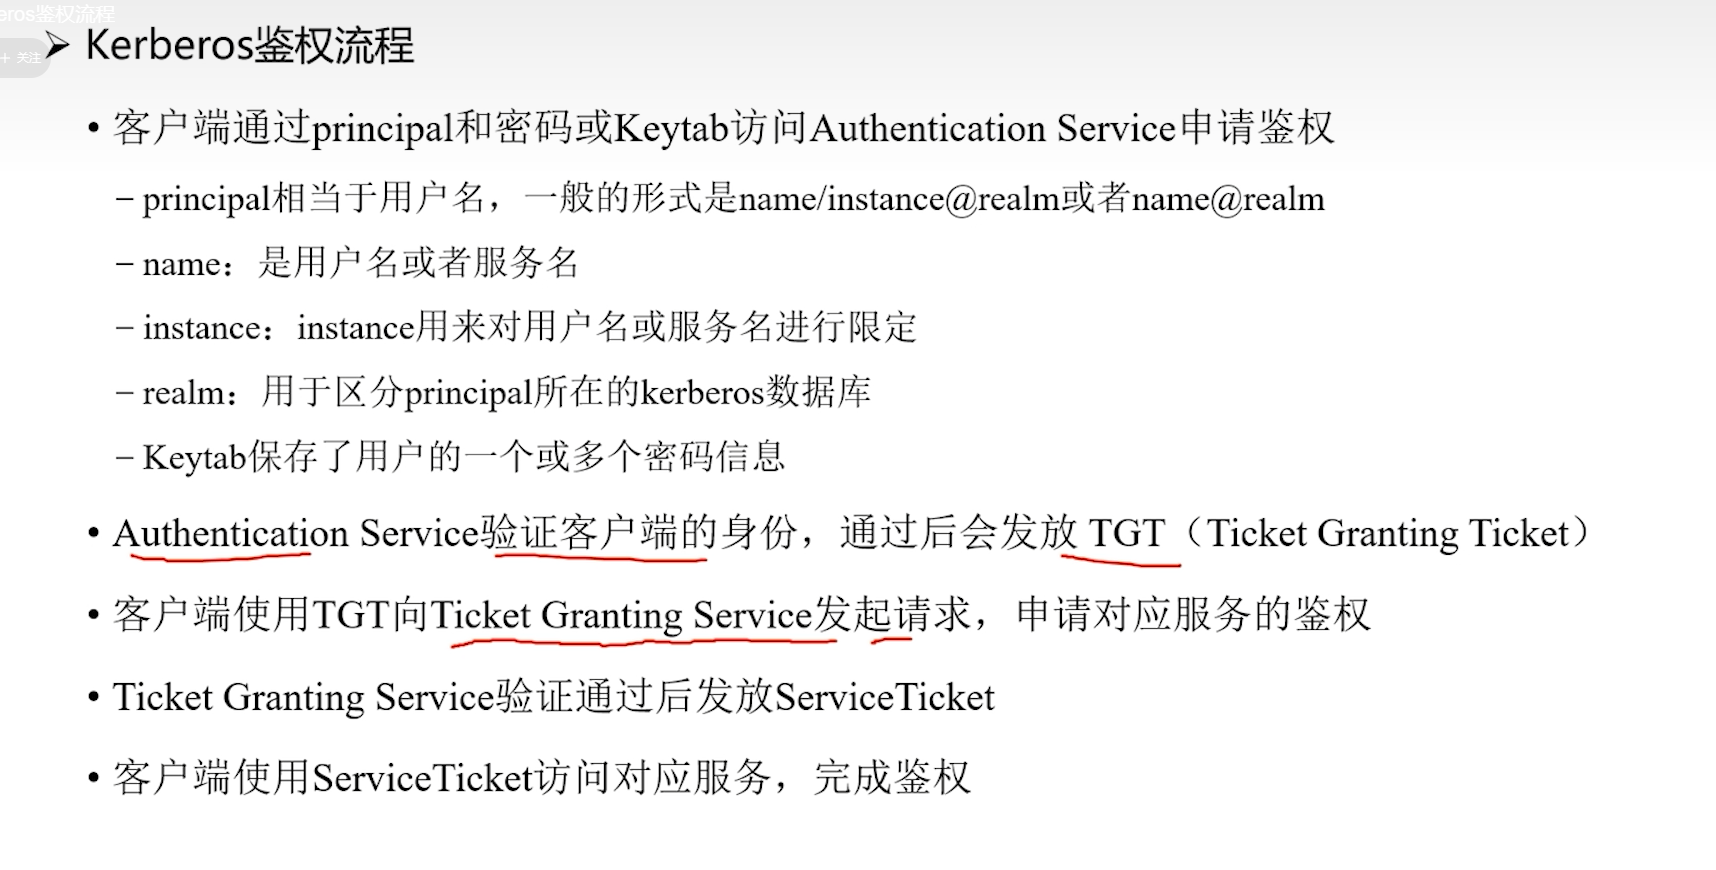 eros鉴权流程
+ 关注
➢ Kerberos鉴权流程
• 客户端通过principal和密码或Keytab访问Authentication Service申请鉴权
– principal相当于用户名，一般的形式是name/instance@realm或者name@realm
– name：是用户名或者服务名
– instance：instance用来对用户名或服务名进行限定
– realm：用于区分principal所在的kerberos数据库
– Keytab保存了用户的一个或多个密码信息
• Authentication Service验证客户端的身份，通过后会发放 TGT（Ticket Granting Ticket）
• 客户端使用TGT向Ticket Granting Service发起请求，申请对应服务的鉴权
• Ticket Granting Service验证通过后发放ServiceTicket
• 客户端使用ServiceTicket访问对应服务，完成鉴权